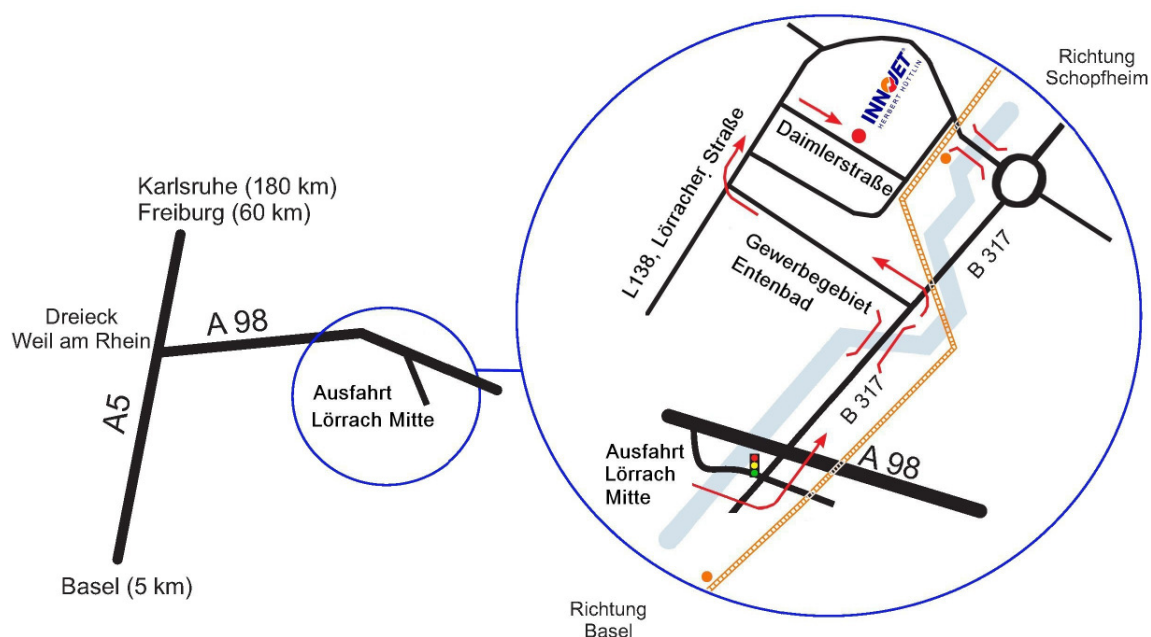 Karlsruhe (180 km)
Freiburg (60 km)
Dreieck
Weil am Rhein
A 98
A5
Ausfahrt
Lörrach Mitte
Basel (5 km)
Richtung
Schopfheim
INNOJET®
HERBERT HÜTTLIN
Daimlerstraße
L138, Lörracher Straße
Gewerbegebiet
Entenbad
B 317
B 317
A 98
Ausfahrt
Lörrach
Mitte
Richtung
Basel